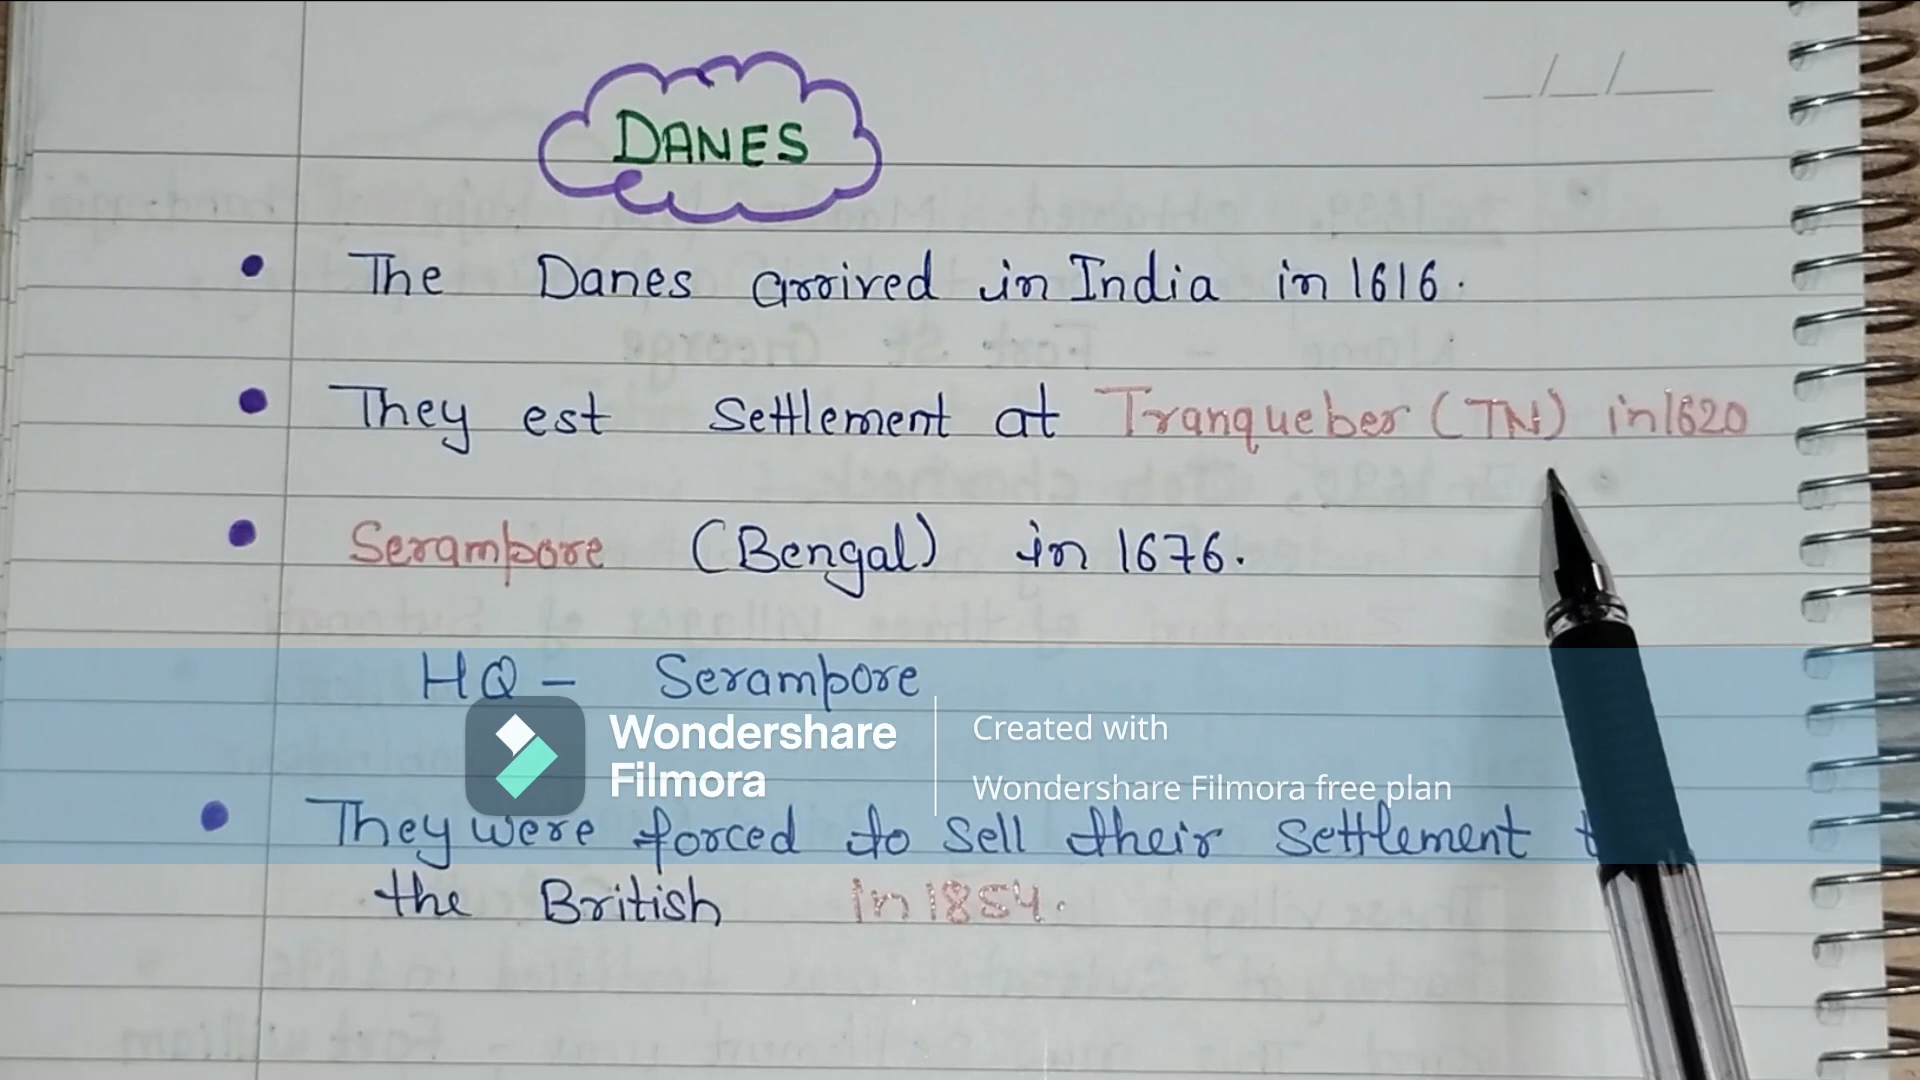 DANES
The Danes arrived in India in 1616.
They est Settlement at Tranqueber (TN) in 1620
Serampore (Bengal) in 1676.
HQ - Serampore
Wondershare
Filmora
Created with
Wondershare Filmora free plan
They were forced to sell their Settlement
the British in 1854.